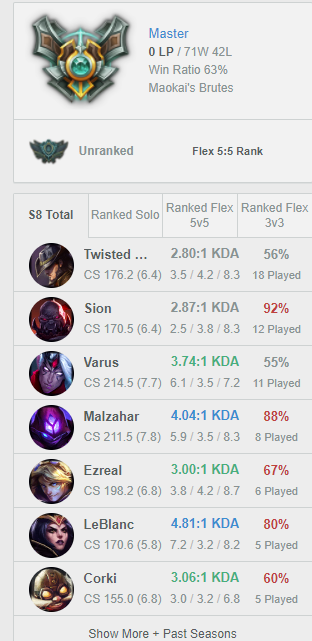 Master
0 LP / 71W 42L
Win Ratio 63%
Maokai's Brutes
Unranked Flex 5:5 Rank
S8 Total Ranked Solo Ranked Flex 5v5 Ranked Flex 3v3
Twisted ... 2.80:1 KDA 56%
CS 176.2 (6.4) 3.5 / 4.2 / 8.3 18 Played
Sion 2.87:1 KDA 92%
CS 170.5 (6.4) 2.5 / 3.8 / 8.3 12 Played
Varus 3.74:1 KDA 55%
CS 214.5 (7.7) 6.1 / 3.5 / 7.2 11 Played
Malzahar 4.04:1 KDA 88%
CS 211.5 (7.8) 5.9 / 3.5 / 8.3 8 Played
Ezreal 3.00:1 KDA 67%
CS 198.2 (6.8) 3.8 / 4.2 / 8.7 6 Played
LeBlanc 4.81:1 KDA 80%
CS 170.6 (5.8) 7.2 / 3.2 / 8.2 5 Played
Corki 3.06:1 KDA 60%
CS 155.0 (6.8) 3.0 / 3.2 / 6.8 5 Played
Show More + Past Seasons